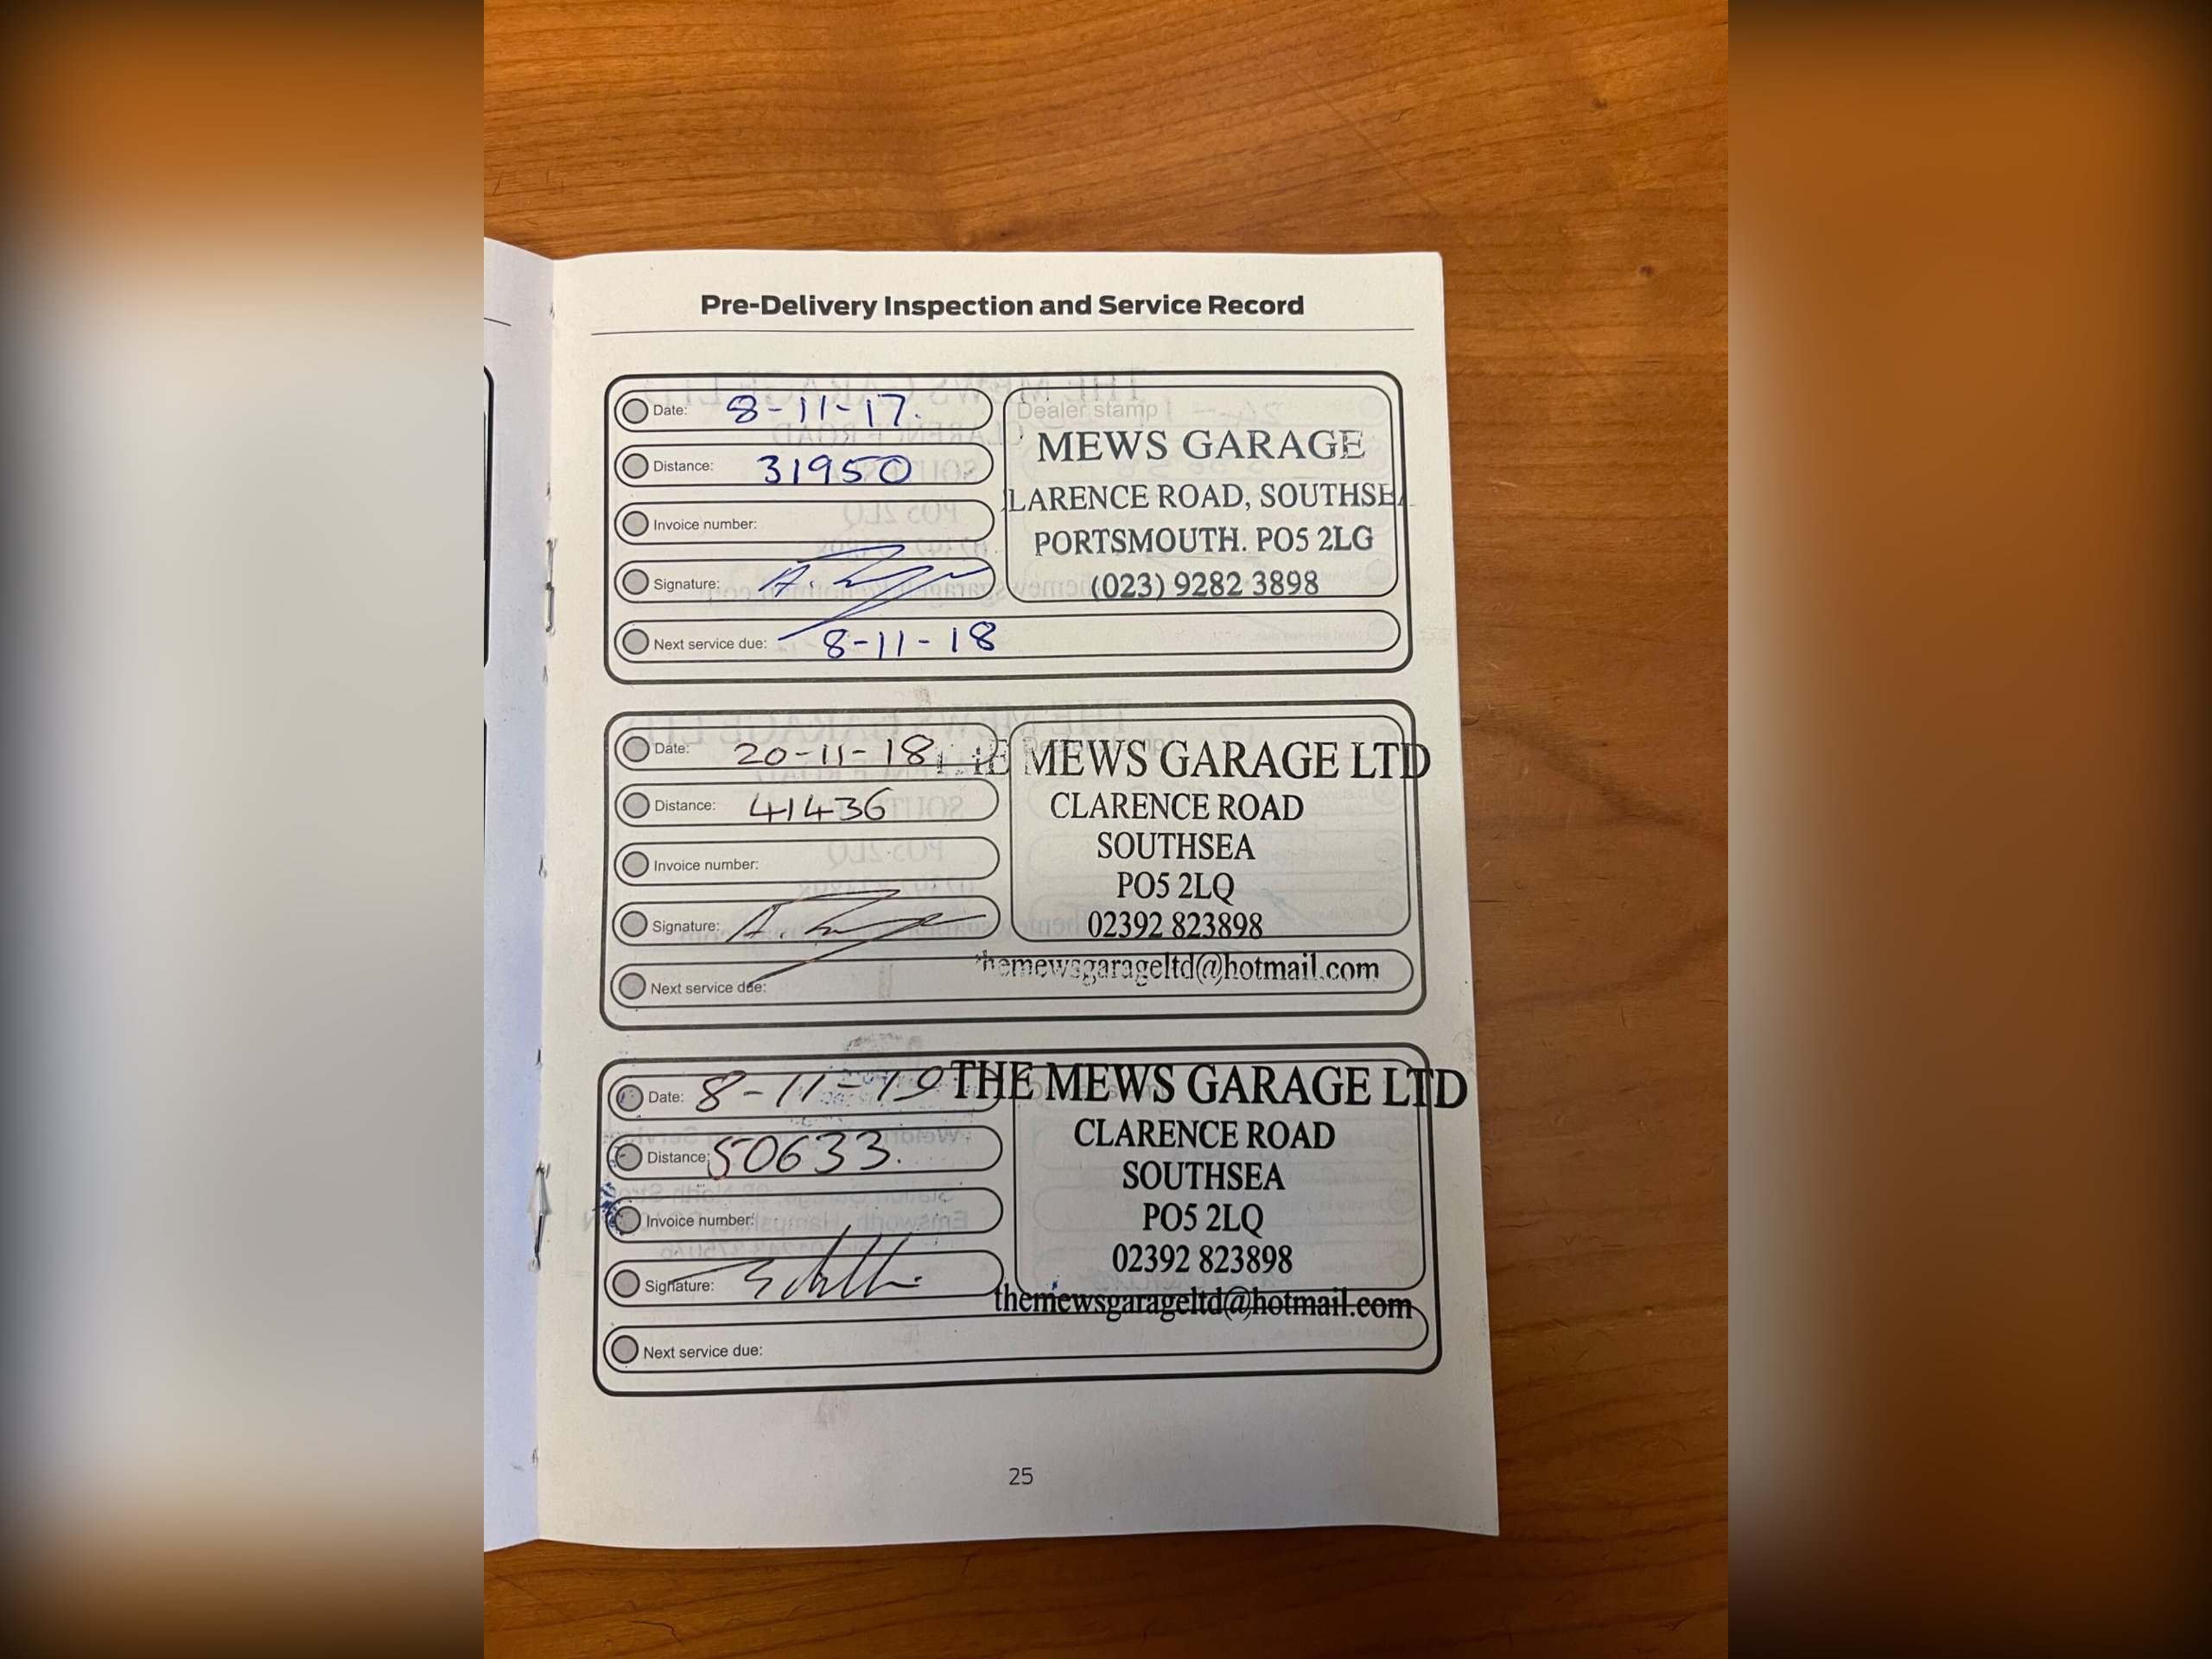 Pre-Delivery Inspection and Service Record
Date: 8-11-17.
Dealer stamp
Distance: 31950
MEWS GARAGE
LARENCE ROAD, SOUTHSEA
PORTSMOUTH. PO5 2LG
(023) 9282 3898
Invoice number:
Signature: A.
Next service due: 8-11-18
Date: 20-11-18
THE MEWS GARAGE LTD
Distance: 41436
CLARENCE ROAD
SOUTHSEA
PO5 2LQ
02392 823898
themewsgarageltd@hotmail.com
Invoice number:
Signature: A.
Next service due:
Date: 8-11-19
THE MEWS GARAGE LTD
Distance: 50633.
CLARENCE ROAD
SOUTHSEA
PO5 2LQ
02392 823898
themewsgarageltd@hotmail.com
Invoice number:
Signature:
Next service due:
25